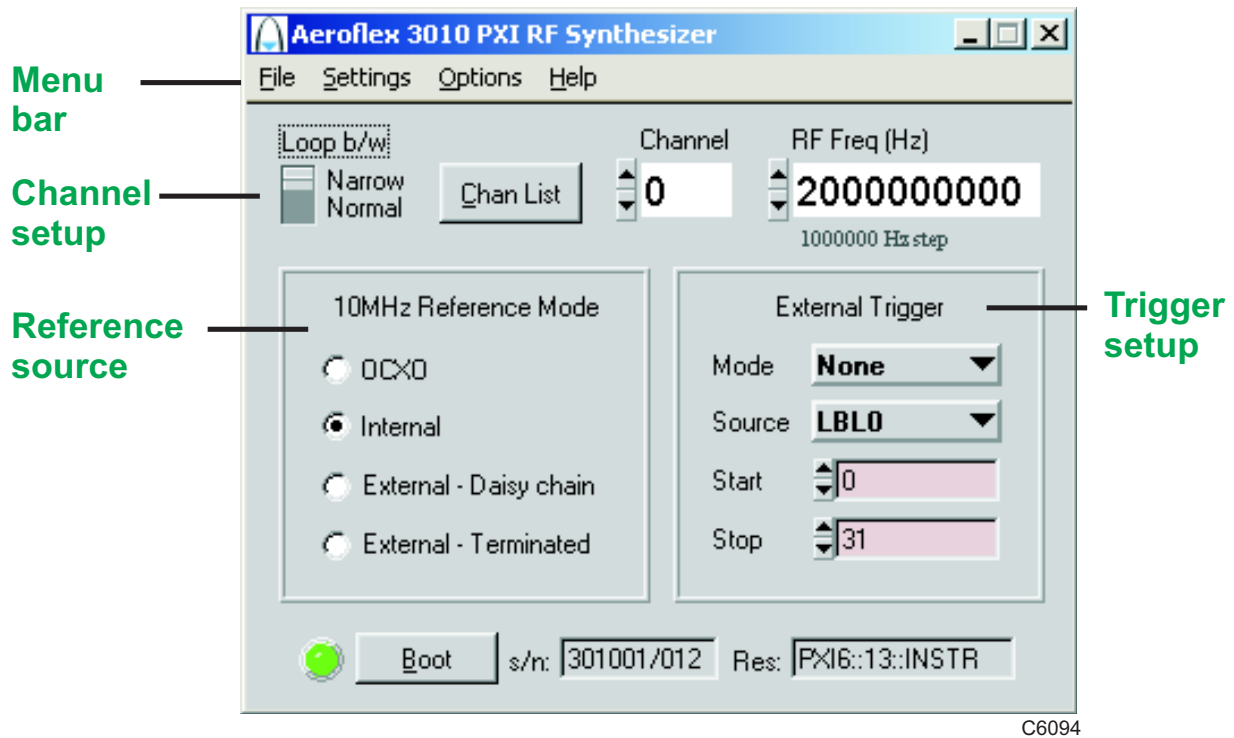 Aeroflex 3010 PXI RF Synthesizer
Menu bar
File Settings Options Help
Channel setup
Loop b/w
Narrow
Normal
Chan List
Channel
0
RF Freq (Hz)
2000000000
1000000 Hz step
Reference source
10MHz Reference Mode
OCXO
Internal
External - Daisy chain
External - Terminated
Trigger setup
External Trigger
Mode None
Source LBL0
Start 0
Stop 31
Boot s/n: 301001/012 Res: PXI6::13::INSTR
C6094